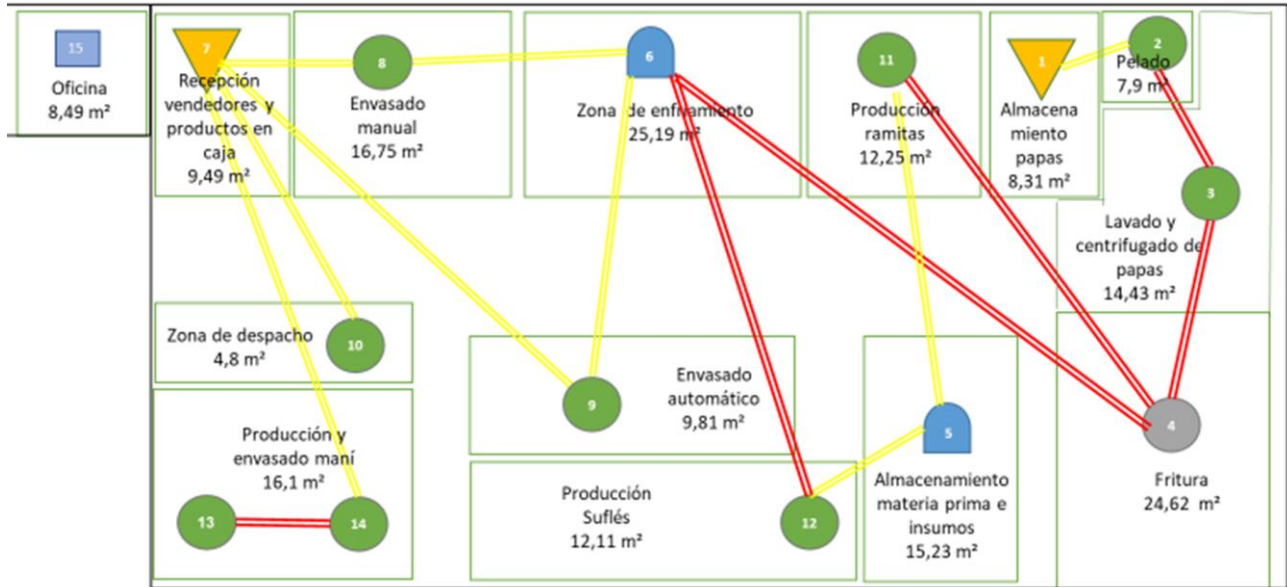 15
Oficina
8,49 m²
7
Recepción
vendedores y
productos en
caja
9,49 m²
8
Envasado
manual
16,75 m²
6
Zona de enfriamiento
25,19 m²
11
Producción
ramitas
12,25 m²
1
Almacena
miento
papas
8,31 m²
2
Pelado
7,9 m²
3
Lavado y
centrifugado de
papas
14,43 m²
Zona de despacho
4,8 m²
10
9
Envasado
automático
9,81 m²
5
Almacenamiento
materia prima e
insumos
15,23 m²
4
Fritura
24,62 m²
Producción y
envasado maní
16,1 m²
13
14
Producción
Suflés
12,11 m²
12